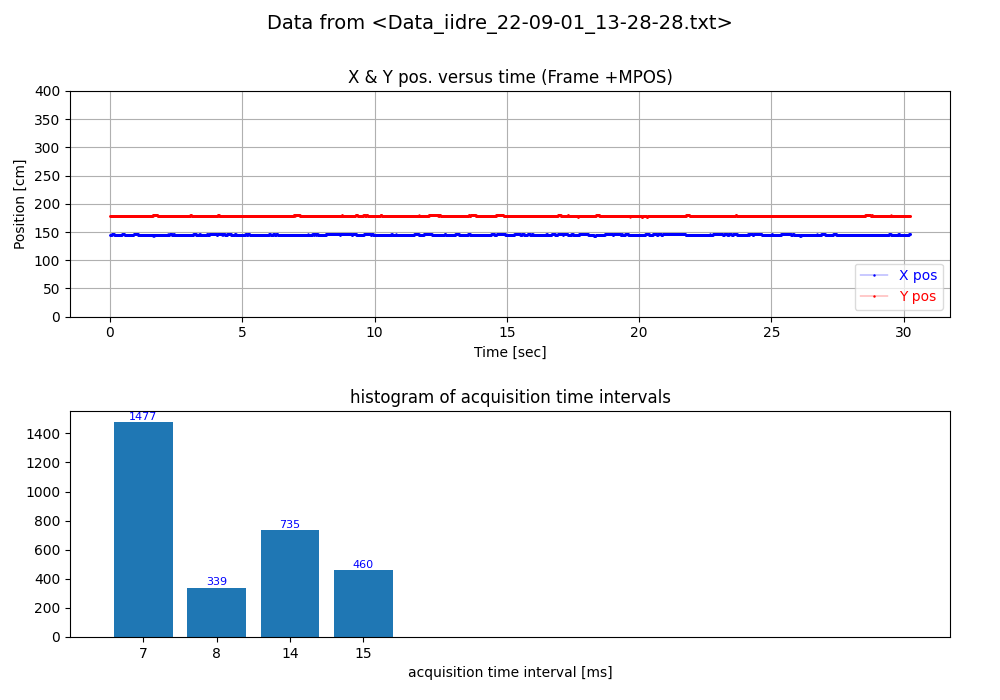 Data from <Data_iidre_22-09-01_13-28-28.txt>
X & Y pos. versus time (Frame +MPOS)
400
350
300
250
200
150
100
50
0
Position [cm]
X pos
Y pos
0 5 10 15 20 25 30
Time [sec]
histogram of acquisition time intervals
1400
1200
1000
800
600
400
200
0
1477
339
735
460
7 8 14 15
acquisition time interval [ms]